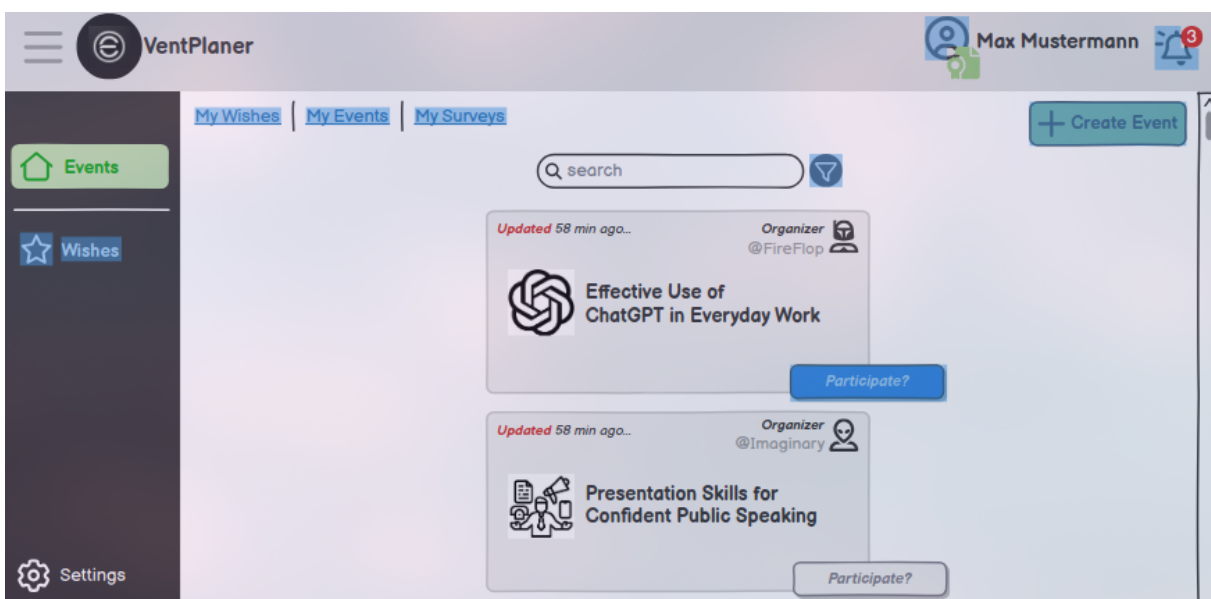 VentPlaner
Max Mustermann
3
My Wishes | My Events | My Surveys
+ Create Event
Events
search
Wishes
Updated 58 min ago...
Organizer
@FireFlop
Effective Use of
ChatGPT in Everyday Work
Participate?
Updated 58 min ago...
Organizer
@Imaginary
Presentation Skills for
Confident Public Speaking
Participate?
Settings